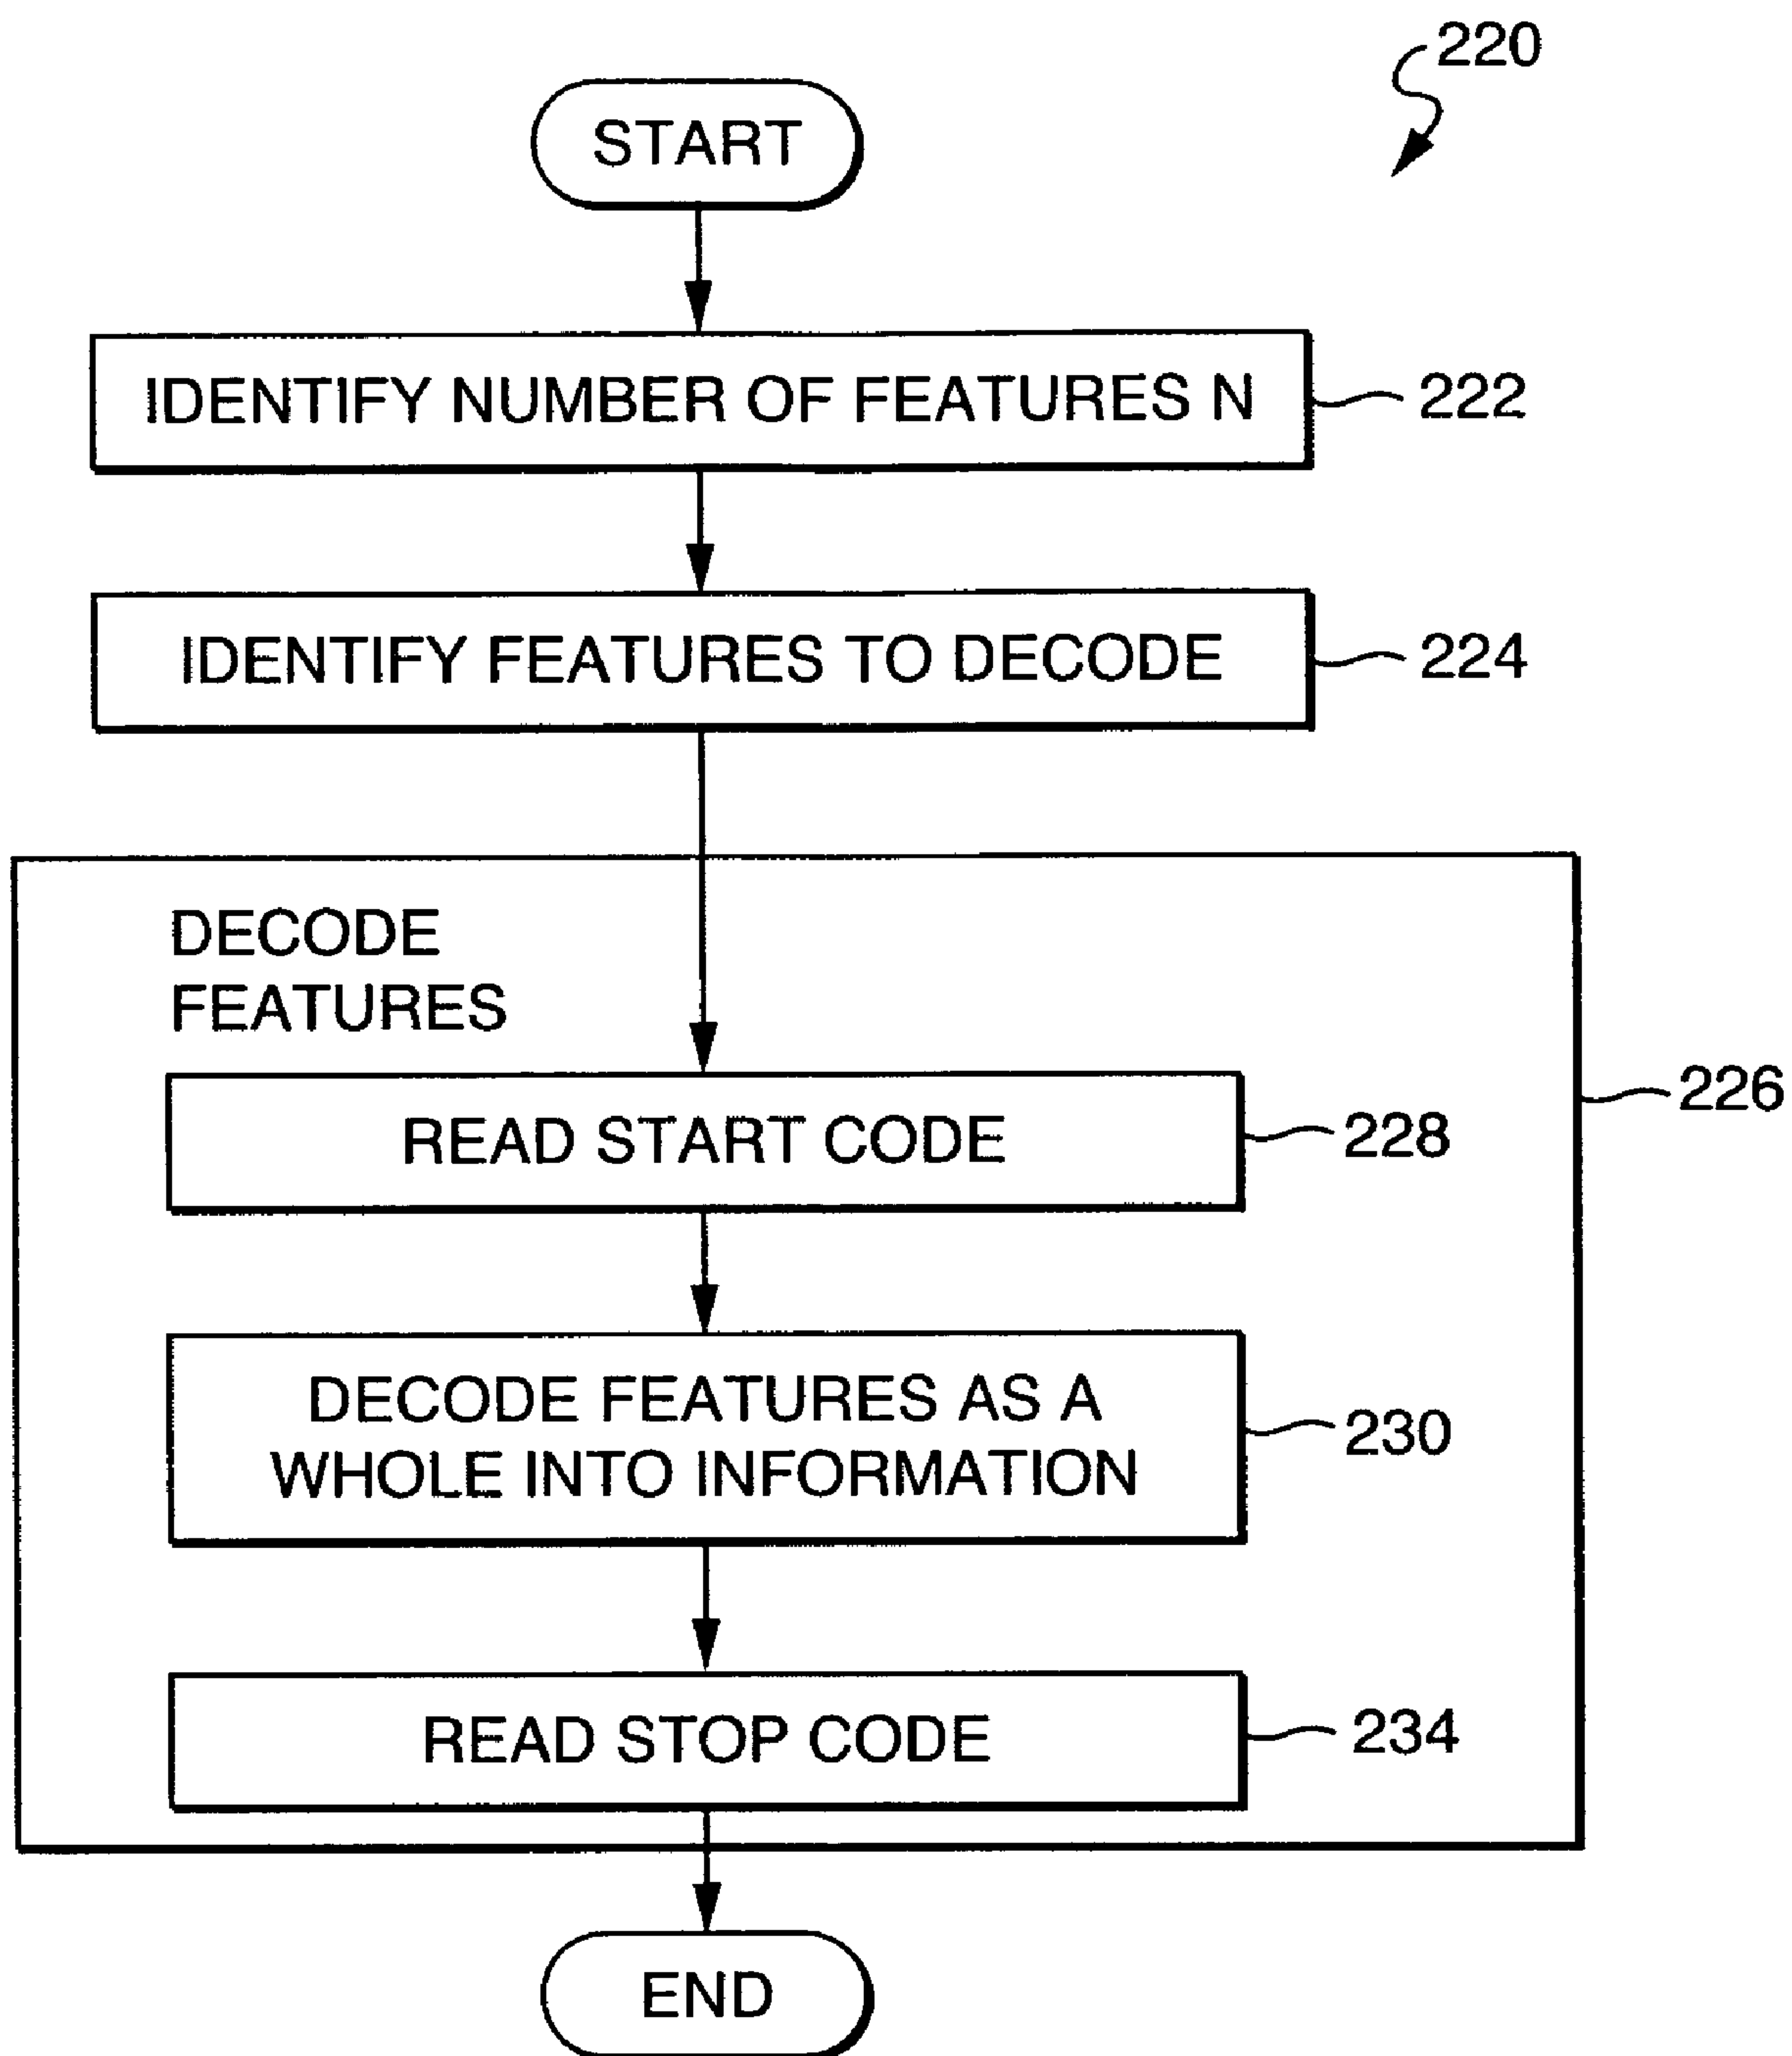 220
START
IDENTIFY NUMBER OF FEATURES N
222
IDENTIFY FEATURES TO DECODE
224
DECODE
FEATURES
226
READ START CODE
228
DECODE FEATURES AS A
WHOLE INTO INFORMATION
230
READ STOP CODE
234
END